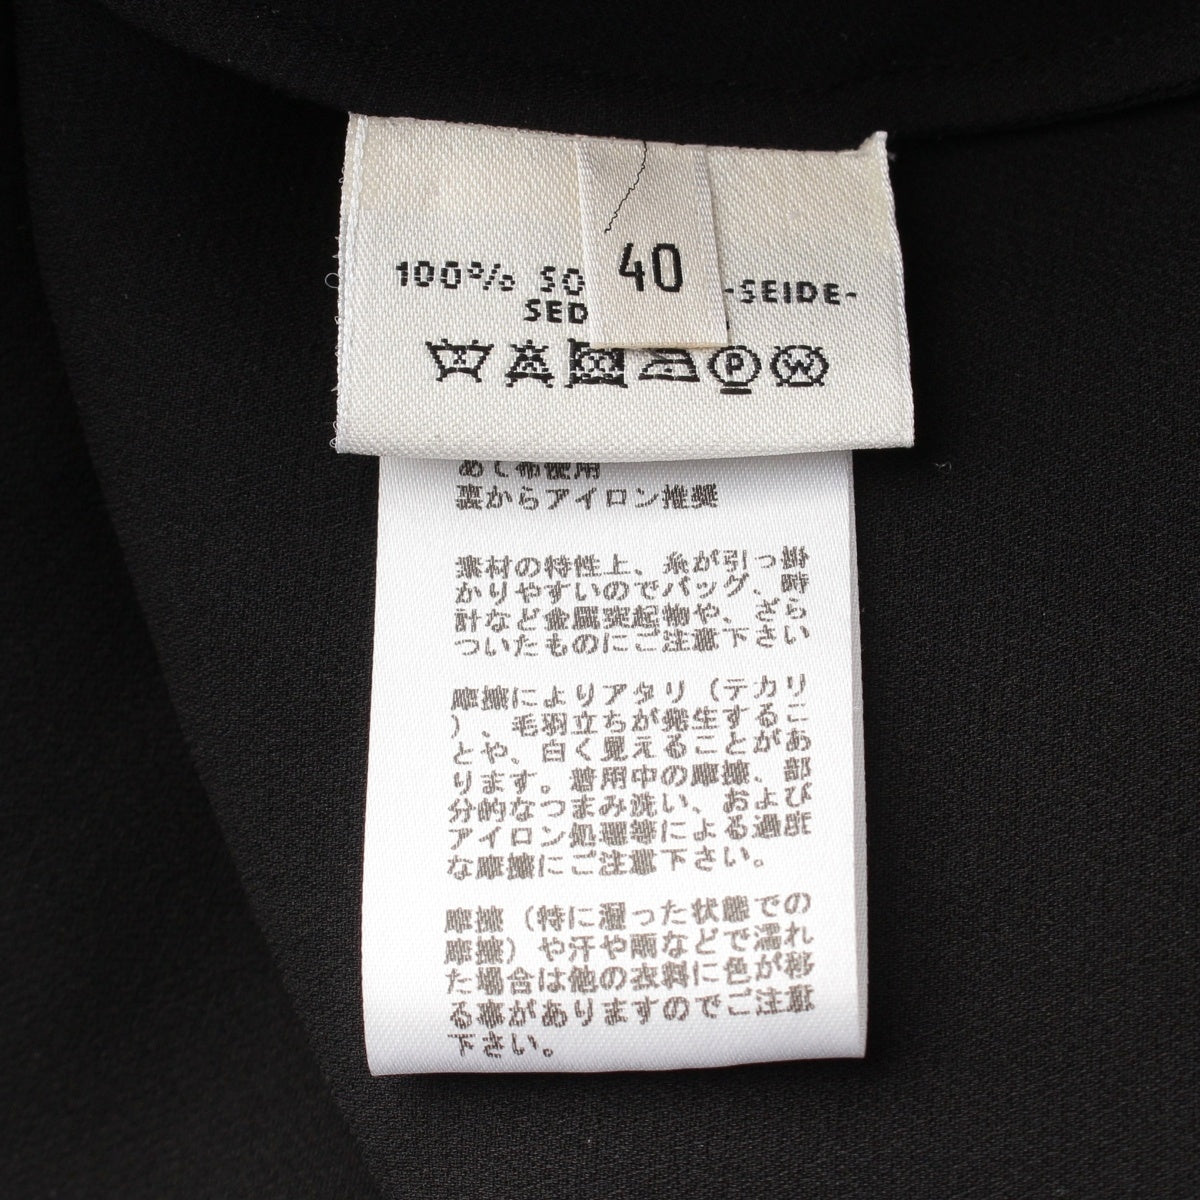 40
100% SO -SEIDE-
SED
P W
あて布使用
裏からアイロン推奨
素材の特性上、糸が引っ掛
かりやすいのでバッグ、時
計など金属突起物や、ざら
ついたものにご注意下さい
摩擦によりアタリ（テカリ
）、毛羽立ちが発生するこ
とや、白く見えることがあ
ります。着用中の摩擦、部
分的なつまみ洗い、および
アイロン処理等による過度
な摩擦にご注意下さい。
摩擦（特に湿った状態での
摩擦）や汗や雨などで濡れ
た場合は他の衣料に色が移
る事がありますのでご注意
下さい。